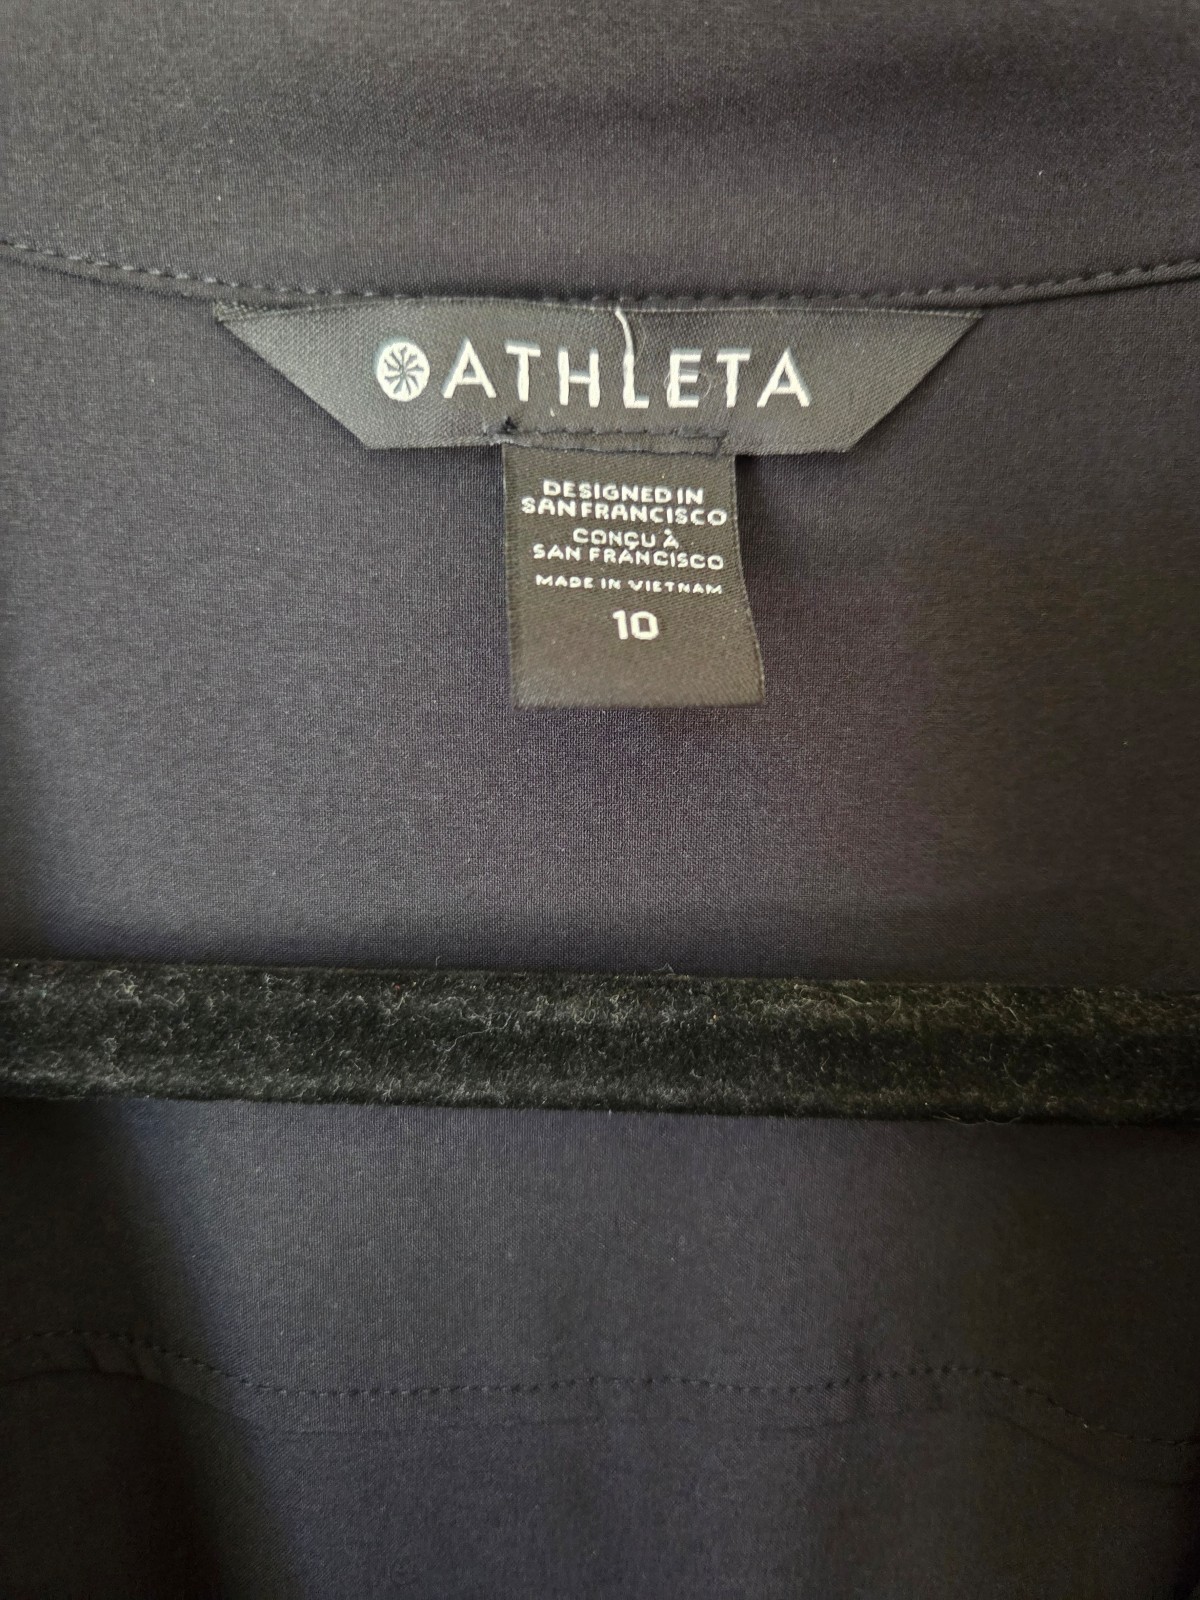 ATHLETA
DESIGNED IN
SAN FRANCISCO
CONÇU À
SAN FRANCISCO
MADE IN VIETNAM
10